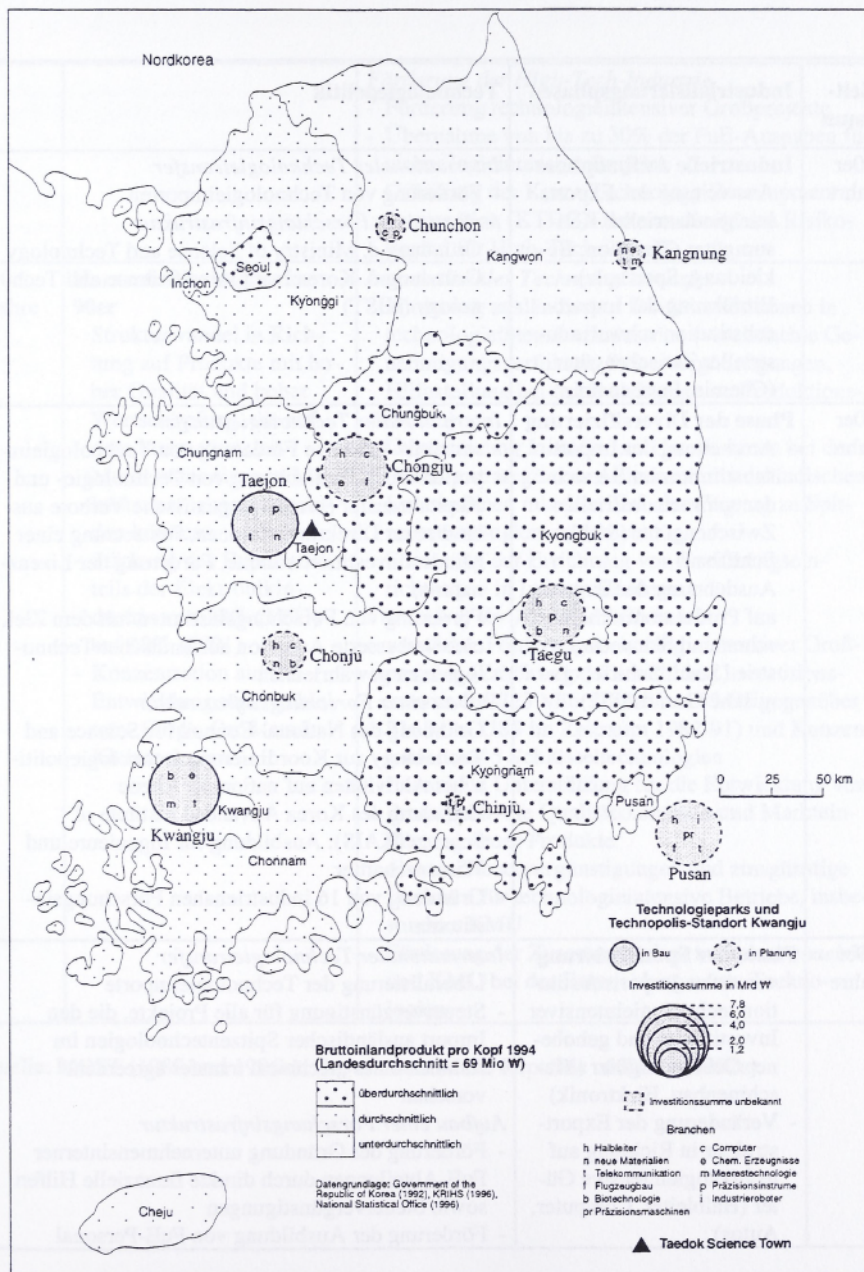 Nordkorea
Chunchon
Kangwon
n e
i m
Kangnung
Seoul
Inchon
Kyonggi
Chungbuk
Chungnam
Chongju
Taejon
e p
t n
Taejon
Kyongbuk
h c
p
b n
Taegu
h
n b
Chonju
Chonbuk
Kyongnam
b e
m t
Kwangju
Kwangju
Chinju
Pusan
0 25 50 km
Pusan
Chonnam
Technologieparks und
Technopolis-Standort Kwangju
in Bau
in Planung
Investitionssumme in Mrd ₩
7,8
6,0
4,0
2,0
Investitionssumme unbekannt
Bruttoinlandprodukt pro Kopf 1994
(Landesdurchschnitt = 69 Mio ₩)
überdurchschnittlich
durchschnittlich
unterdurchschnittlich
Branchen
h Halbleiter c Computer
n neue Materialien e Chem. Erzeugnisse
t Telekommunikation m Meerestechnologie
f Flugzeugbau p Präzisionsinstrume
b Biotechnologie i Industrieroboter
pr Präzisionsmaschinen
Datengrundlage: Government of the
Republic of Korea (1992), KRIHS (1996),
National Statistical Office (1996)
Taedok Science Town
Cheju